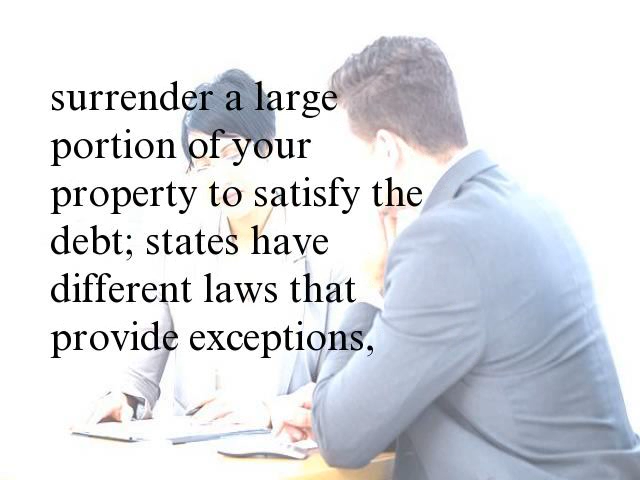 surrender a large
portion of your
property to satisfy the
debt; states have
different laws that
provide exceptions,